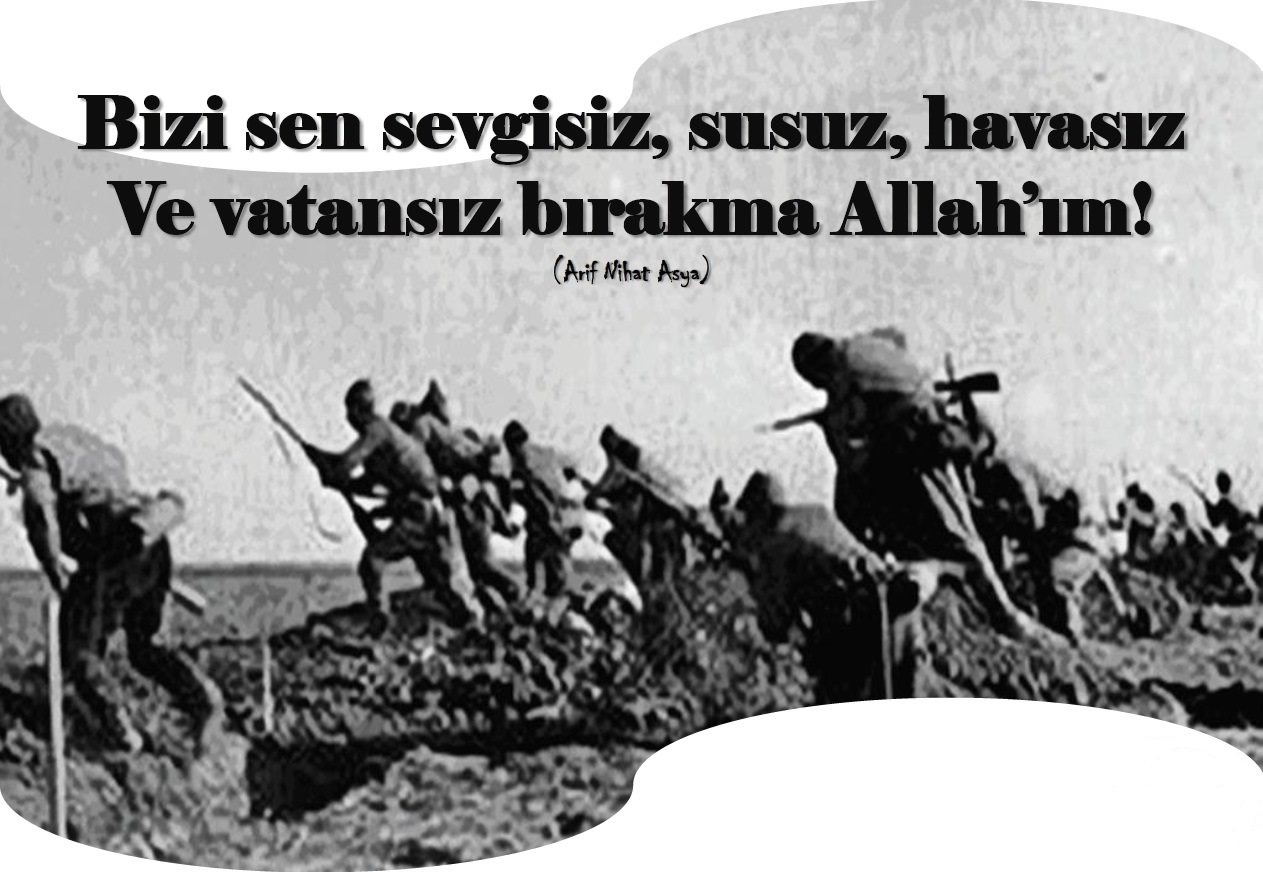 Bizi sen sevgisiz, susuz, havasız
Ve vatansız bırakma Allah’ım!
(Arif Nihat Asya)